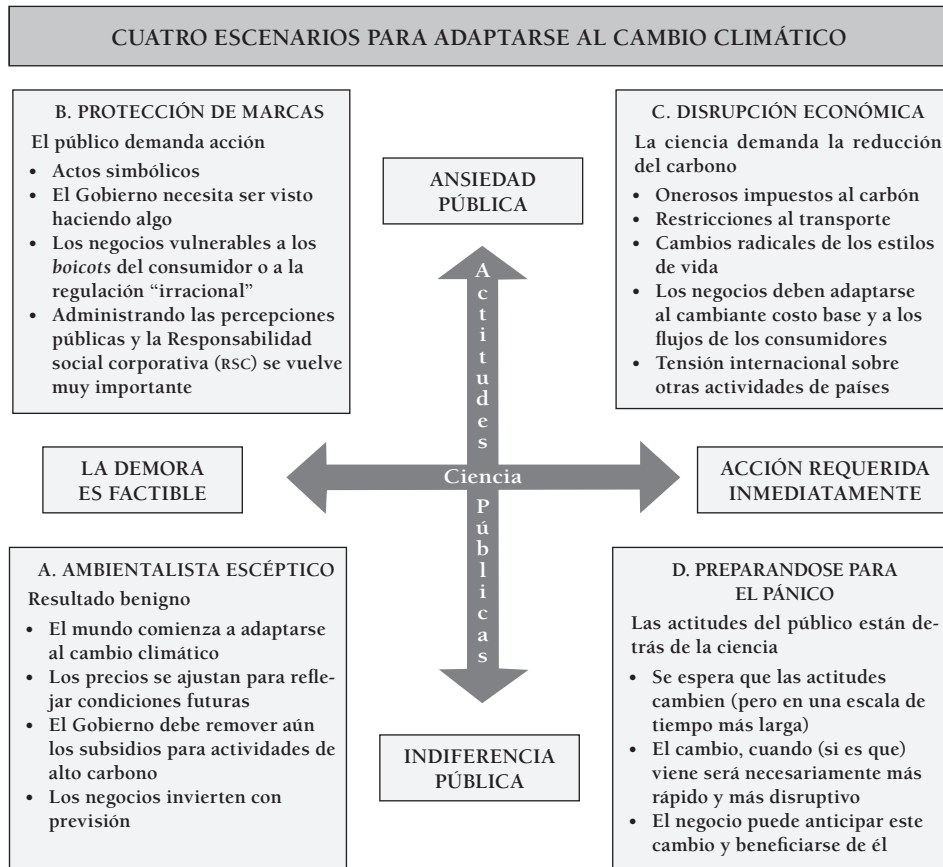 CUATRO ESCENARIOS PARA ADAPTARSE AL CAMBIO CLIMÁTICO
B. PROTECCIÓN DE MARCAS
El público demanda acción
• Actos simbólicos
• El Gobierno necesita ser visto
haciendo algo
• Los negocios vulnerables a los
boicots del consumidor o a la
regulación “irracional”
• Administrando las percepciones
públicas y la Responsabilidad
social corporativa (RSC) se vuelve
muy importante
ANSIEDAD
PÚBLICA
C. DISRUPCIÓN ECONÓMICA
La ciencia demanda la reducción
del carbono
• Onerosos impuestos al carbón
• Restricciones al transporte
• Cambios radicales de los estilos
de vida
• Los negocios deben adaptarse
al cambiante costo base y a los
flujos de los consumidores
• Tensión internacional sobre
otras actividades de países
Actitudes
LA DEMORA
ES FACTIBLE
Ciencia
ACCIÓN REQUERIDA
INMEDIATAMENTE
Públicas
A. AMBIENTALISTA ESCÉPTICO
Resultado benigno
• El mundo comienza a adaptarse
al cambio climático
• Los precios se ajustan para refle-
jar condiciones futuras
• El Gobierno debe remover aún
los subsidios para actividades de
alto carbono
• Los negocios invierten con
previsión
INDIFERENCIA
PÚBLICA
D. PREPARANDOSE PARA
EL PÁNICO
Las actitudes del público están de-
trás de la ciencia
• Se espera que las actitudes
cambien (pero en una escala de
tiempo más larga)
• El cambio, cuando (si es que)
viene será necesariamente más
rápido y más disruptivo
• El negocio puede anticipar este
cambio y beneficiarse de él